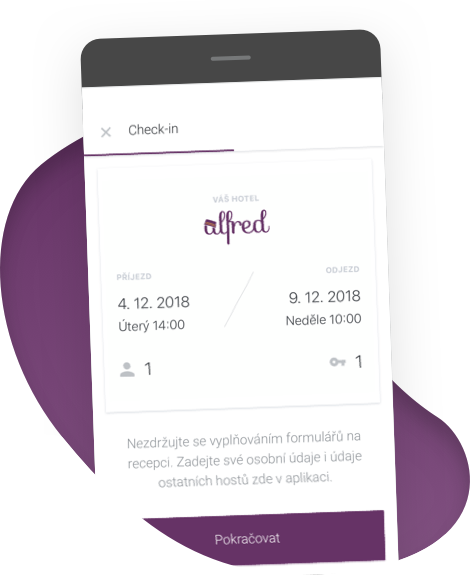 Check-in
VÁŠ HOTEL
alfred
PŘÍJEZD
ODJEZD
4. 12. 2018
9. 12. 2018
Úterý 14:00
Neděle 10:00
1
1
Nezdržujte se vyplňováním formulářů na
recepci. Zadejte své osobní údaje i údaje
ostatních hostů zde v aplikaci.
Pokračovat